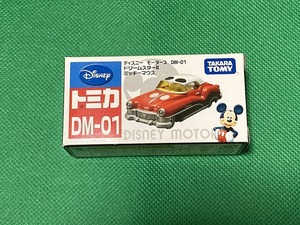 Disney
トミカ
DM-01
ディズニー モータース DM-01
ドリームスターⅡ
ミッキーマウス
TAKARA
TOMY
DISNEY MOTO